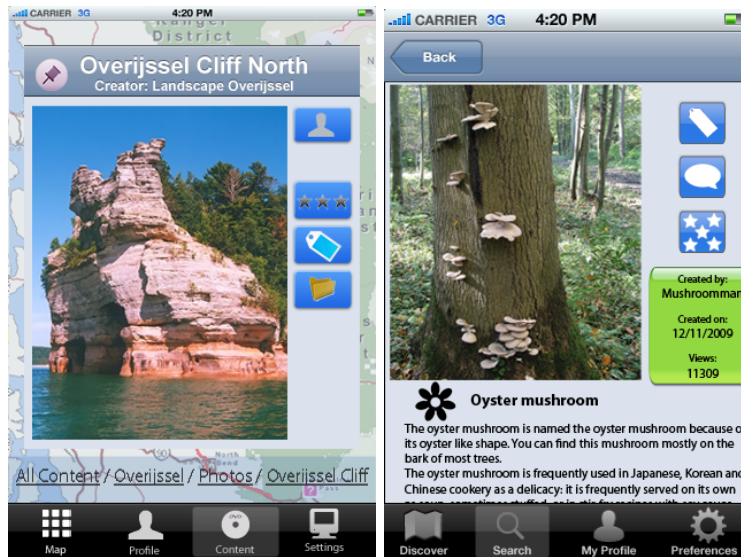 CARRIER 3G 4:20 PM
District
Overijssel Cliff North
Creator: Landscape Overijssel
North
Bend
All Content / Overijssel / Photos / Overijssel Cliff
Map
Profile
DVD
Content
Settings
CARRIER 3G 4:20 PM
Back
Created by:
Mushroomman
Created on:
12/11/2009
Views:
11309
Oyster mushroom
The oyster mushroom is named the oyster mushroom because o
its oyster like shape. You can find this mushroom mostly on the
bark of most trees.
The oyster mushroom is frequently used in Japanese, Korean and
Chinese cookery as a delicacy: it is frequently served on its own
Discover
Search
My Profile
Preferences